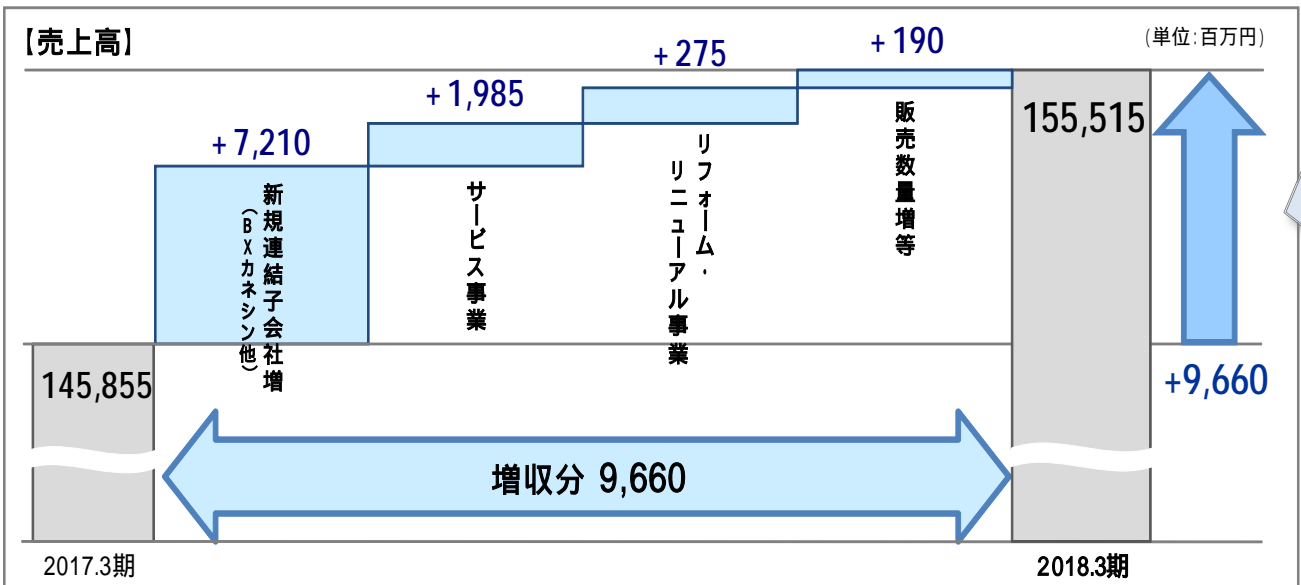 【売上高】
(単位:百万円)
+7,210
+1,985
+275
+190
新規連結子会社増
(BXカネシン他)
サービス事業
リフォーム・
リニューアル事業
販売数量増等
145,855
155,515
+9,660
増収分 9,660
2017.3期
2018.3期